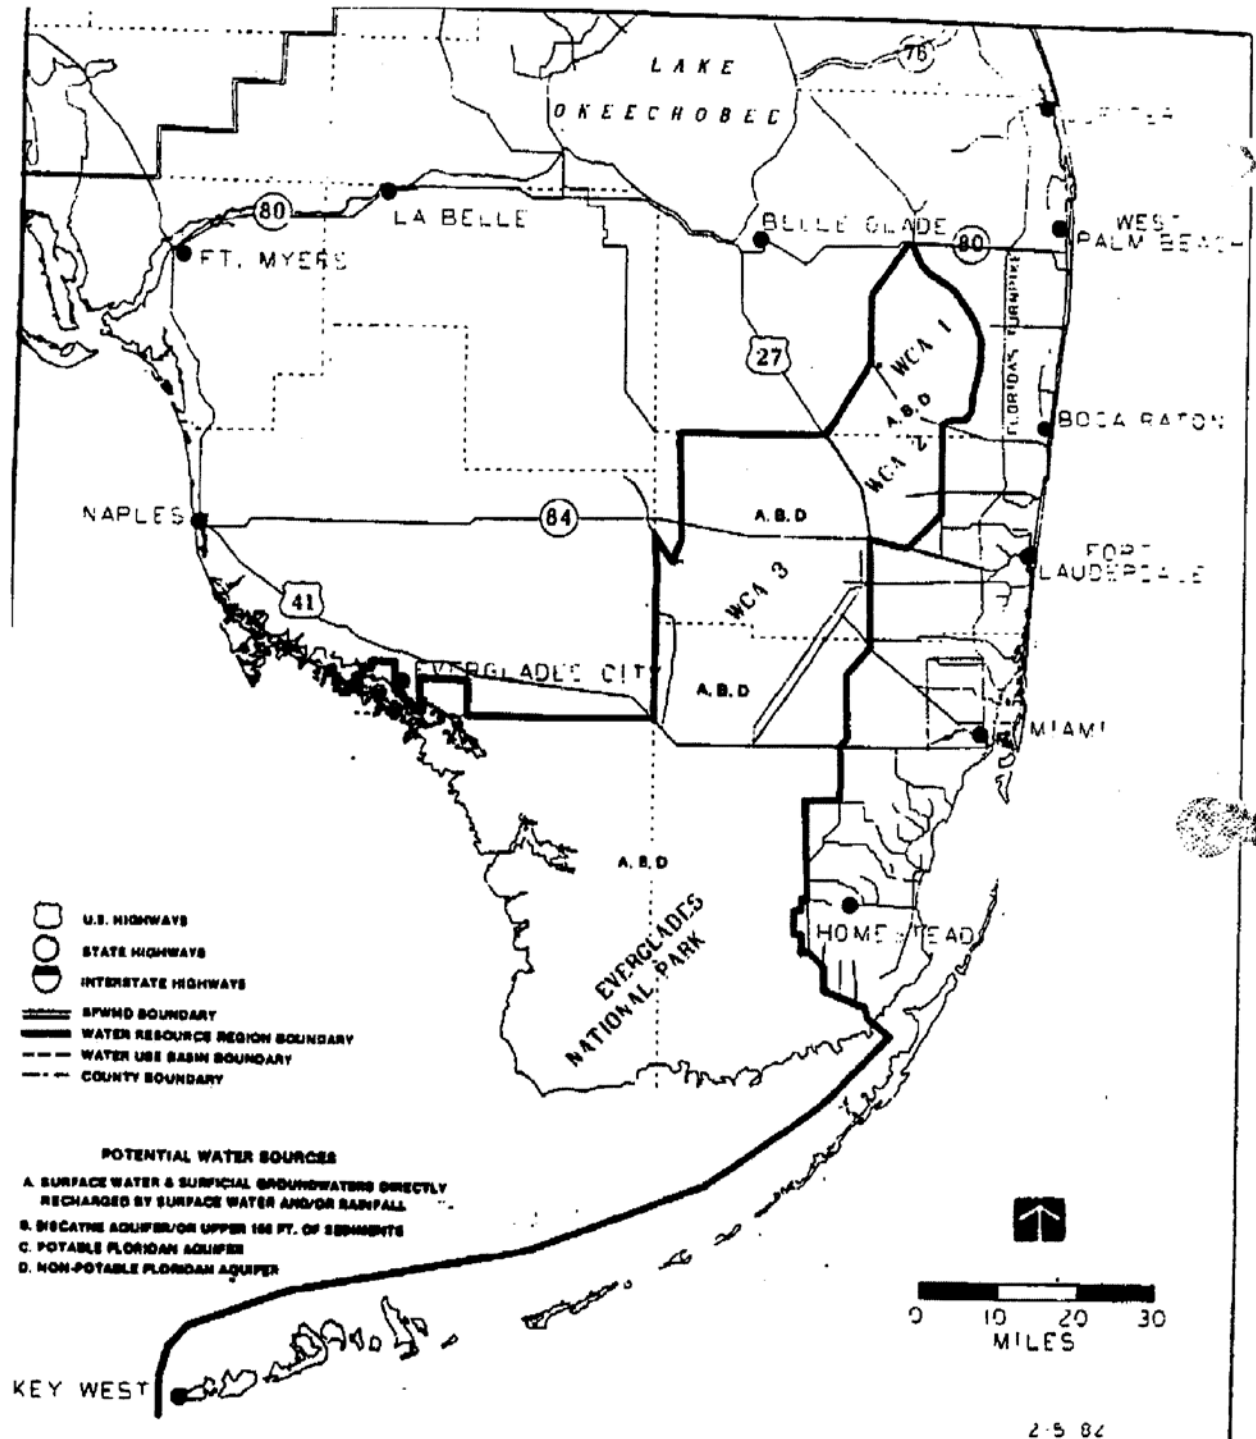 LAKE
OKEECHOBEE
76
WEST
PALM BEACH
80
LA BELLE
BELLE GLADE
80
FT. MYERS
FLORIDAS TURNPIKE
WCA 1
27
A, B, D
BOCA RATON
WCA 2
NAPLES
84
A, B, D
FORT
LAUDERDALE
WCA 3
41
EVERGLADES CITY
A, B, D
MIAMI
A, B, D
EVERGLADES
NATIONAL PARK
HOMESTEAD
U.S. HIGHWAYS
STATE HIGHWAYS
INTERSTATE HIGHWAYS
SFWMD BOUNDARY
WATER RESOURCE REGION BOUNDARY
WATER USE BASIN BOUNDARY
COUNTY BOUNDARY
POTENTIAL WATER SOURCES
A. SURFACE WATER & SURFICIAL GROUNDWATERS DIRECTLY
RECHARGED BY SURFACE WATER AND/OR RAINFALL
B. BISCAYNE AQUIFER/OR UPPER FT. OF SEDIMENTS
C. POTABLE FLORIDAN AQUIFER
D. NON-POTABLE FLORIDAN AQUIFER
0 10 20 30
MILES
KEY WEST
2-5 82